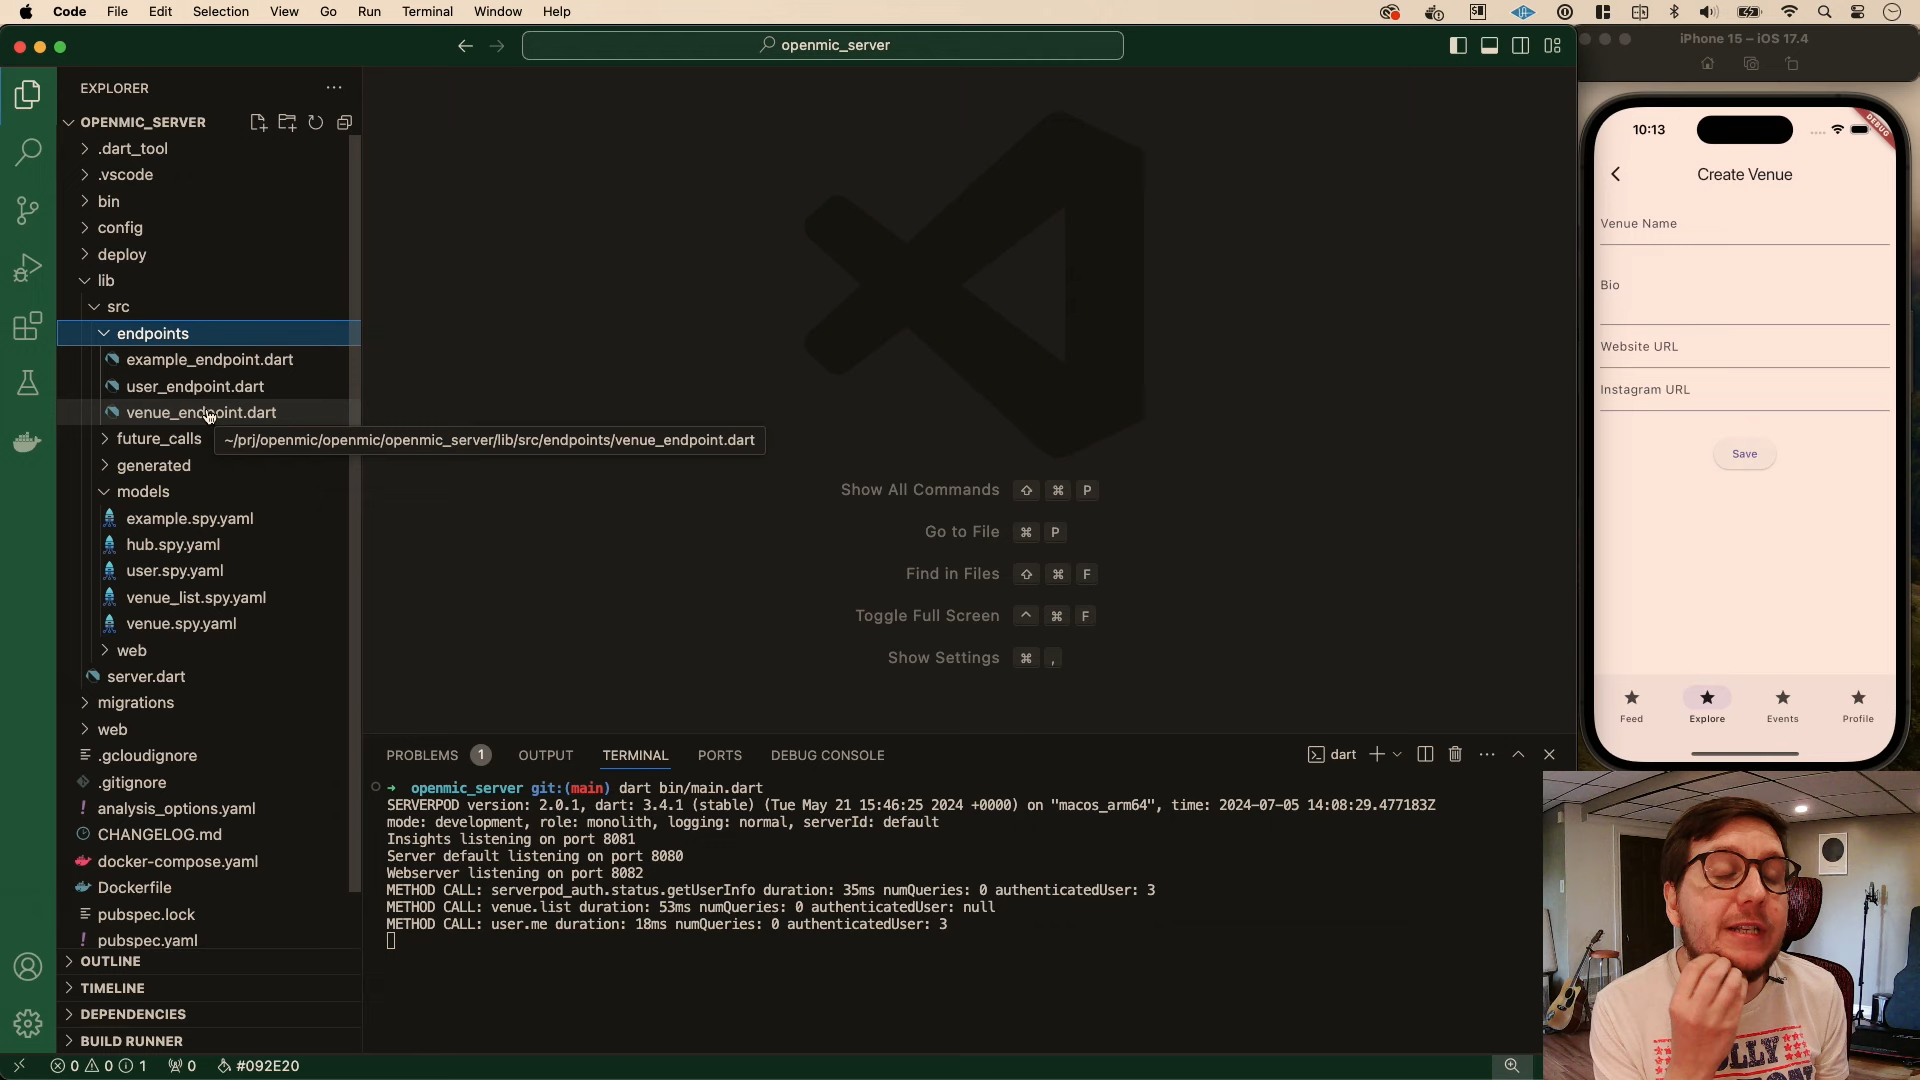 Code File Edit Selection View Go Run Terminal Window Help
openmic_server
iPhone 15 – iOS 17.4
EXPLORER
OPENMIC_SERVER
.dart_tool
.vscode
bin
config
deploy
lib
src
endpoints
example_endpoint.dart
user_endpoint.dart
venue_endpoint.dart
future_calls
~/prj/openmic/openmic/openmic_server/lib/src/endpoints/venue_endpoint.dart
generated
models
example.spy.yaml
hub.spy.yaml
user.spy.yaml
venue_list.spy.yaml
venue.spy.yaml
web
server.dart
migrations
web
.gcloudignore
.gitignore
analysis_options.yaml
CHANGELOG.md
docker-compose.yaml
Dockerfile
pubspec.lock
pubspec.yaml
OUTLINE
TIMELINE
DEPENDENCIES
BUILD RUNNER
Show All Commands ⇧ ⌘ P
Go to File ⌘ P
Find in Files ⇧ ⌘ F
Toggle Full Screen ^ ⌘ F
Show Settings ⌘ ,
PROBLEMS 1 OUTPUT TERMINAL PORTS DEBUG CONSOLE
dart
→ openmic_server git:(main) dart bin/main.dart
SERVERPOD version: 2.0.1, dart: 3.4.1 (stable) (Tue May 21 15:46:25 2024 +0000) on "macos_arm64", time: 2024-07-05 14:08:29.477183Z
mode: development, role: monolith, logging: normal, serverId: default
Insights listening on port 8081
Server default listening on port 8080
Webserver listening on port 8082
METHOD CALL: serverpod_auth.status.getUserInfo duration: 35ms numQueries: 0 authenticatedUser: 3
METHOD CALL: venue.list duration: 53ms numQueries: 0 authenticatedUser: null
METHOD CALL: user.me duration: 18ms numQueries: 0 authenticatedUser: 3
0 0 1 0 #092E20
10:13
DEBUG
Create Venue
Venue Name
Bio
Website URL
Instagram URL
Save
Feed Explore Events Profile